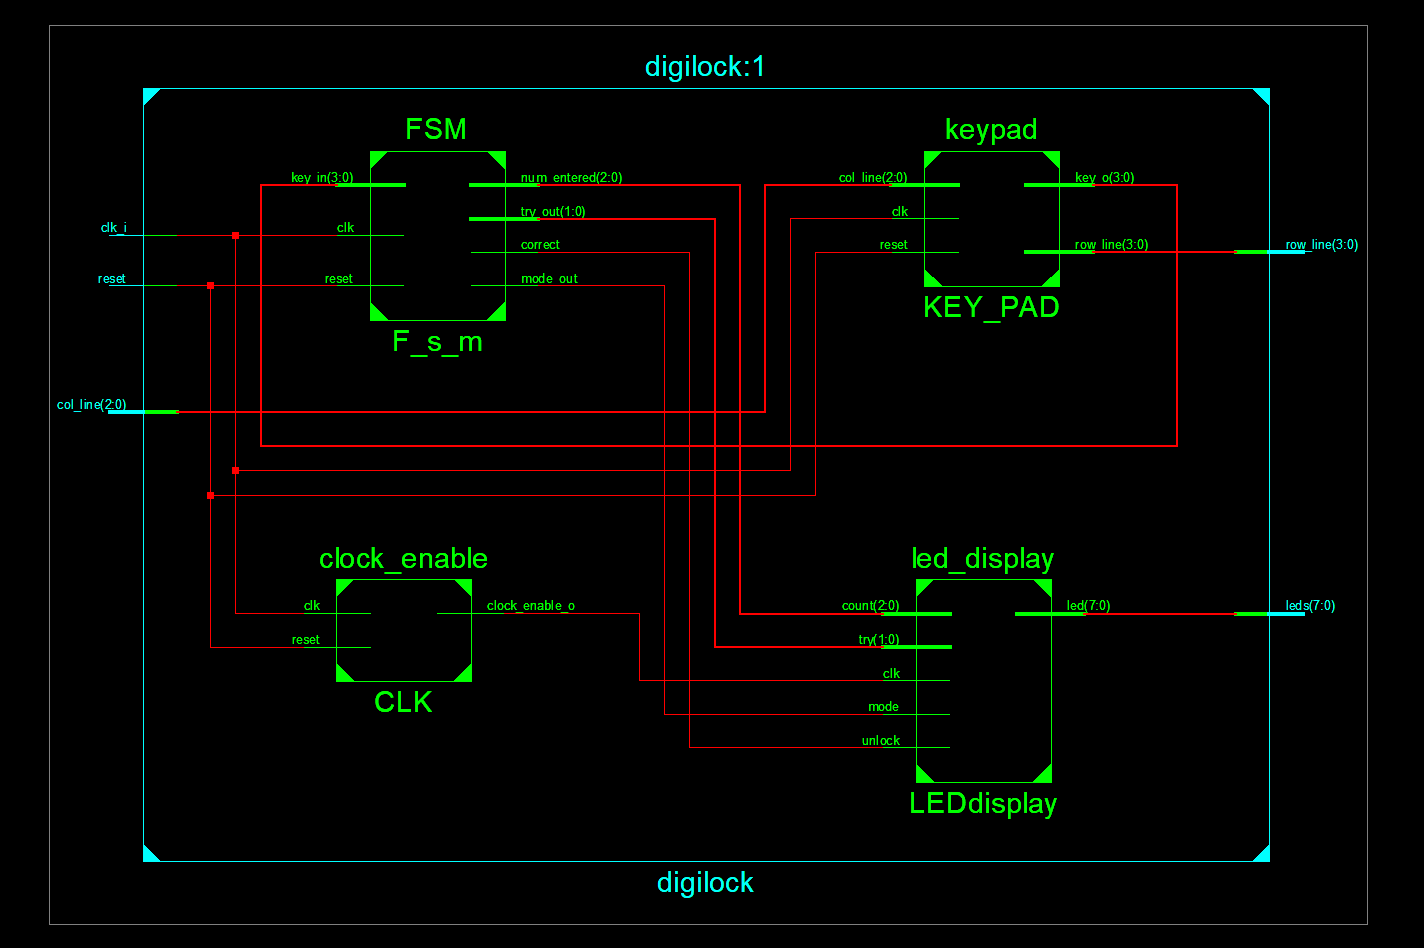 digilock:1
FSM
key_in(3:0)
clk
reset
num_entered(2:0)
try_out(1:0)
correct
mode_out
F_s_m
keypad
col_line(2:0)
clk
reset
key_o(3:0)
row_line(3:0)
KEY_PAD
clk_i
reset
col_line(2:0)
row_line(3:0)
clock_enable
clk
reset
clock_enable_o
CLK
led_display
count(2:0)
try(1:0)
clk
mode
unlock
led(7:0)
LEDdisplay
leds(7:0)
digilock